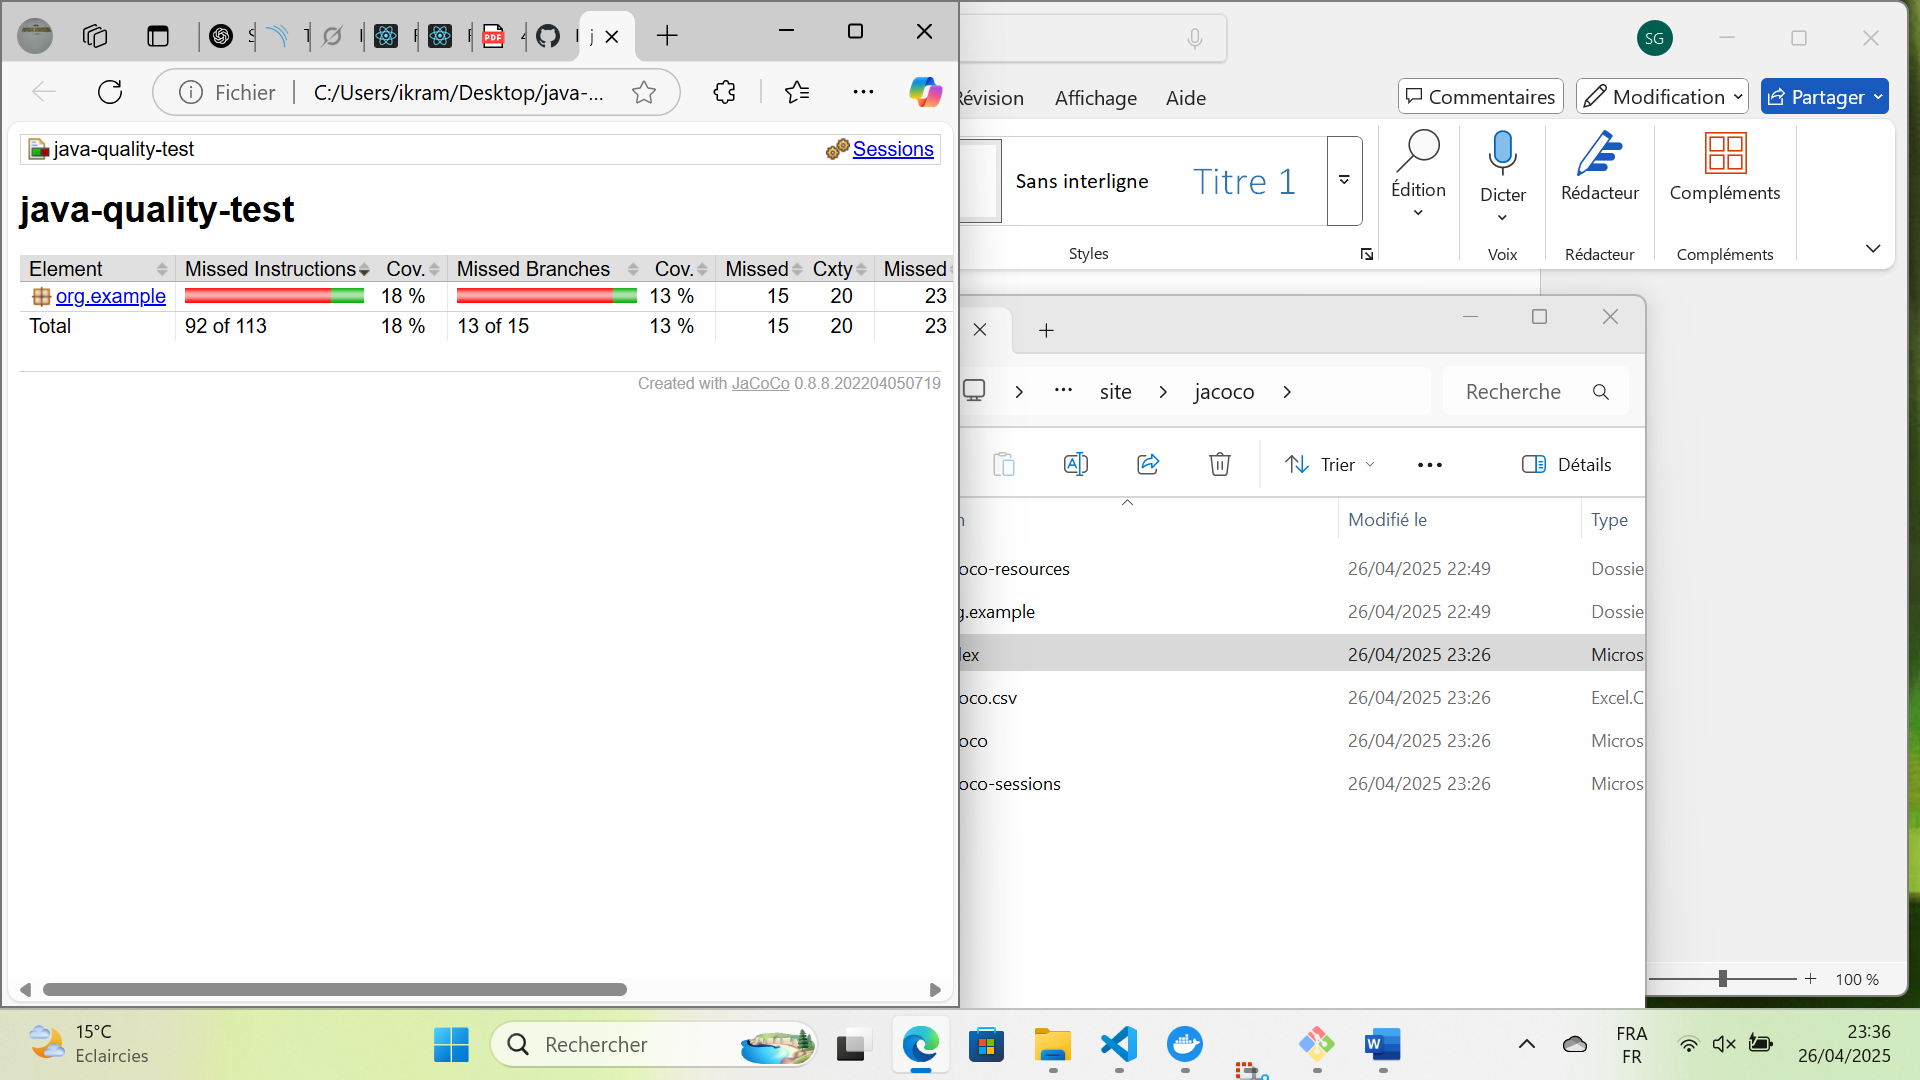 Fichier
C:/Users/ikram/Desktop/java-...
java-quality-test
Sessions
java-quality-test
Element Missed Instructions Cov. Missed Branches Cov. Missed Cxty Missed
org.example 18 % 13 % 15 20 23
Total 92 of 113 18 % 13 of 15 13 % 15 20 23
Created with JaCoCo 0.8.8.202204050719
SG
Révision Affichage Aide
Commentaires Modification Partager
Sans interligne
Titre 1
Édition
Dicter
Rédacteur
Compléments
Styles
Voix
Rédacteur
Compléments
site
jacoco
Recherche
Trier
Détails
Modifié le
Type
oco-resources 26/04/2025 22:49 Dossie
g.example 26/04/2025 22:49 Dossie
lex 26/04/2025 23:26 Micros
oco.csv 26/04/2025 23:26 Excel.C
oco 26/04/2025 23:26 Micros
oco-sessions 26/04/2025 23:26 Micros
100 %
15°C
Eclaircies
Rechercher
FRA
FR
23:36
26/04/2025